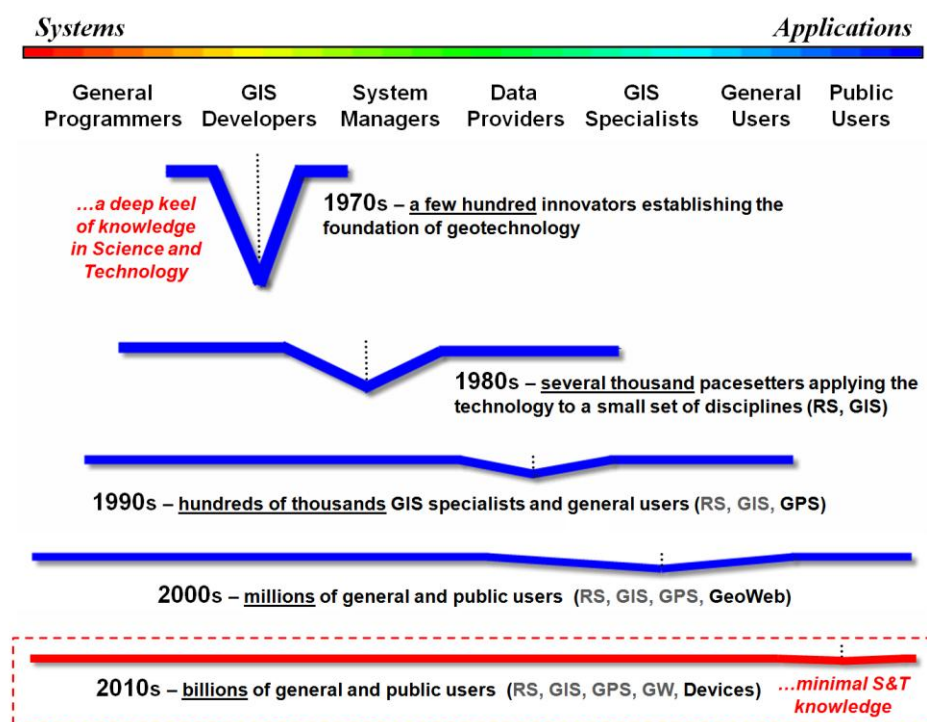 Systems Applications
General Programmers GIS Developers System Managers Data Providers GIS Specialists General Users Public Users
...a deep keel
of knowledge
in Science and
Technology
1970s – a few hundred innovators establishing the
foundation of geotechnology
1980s – several thousand pacesetters applying the
technology to a small set of disciplines (RS, GIS)
1990s – hundreds of thousands GIS specialists and general users (RS, GIS, GPS)
2000s – millions of general and public users (RS, GIS, GPS, GeoWeb)
2010s – billions of general and public users (RS, GIS, GPS, GW, Devices)
...minimal S&T
knowledge